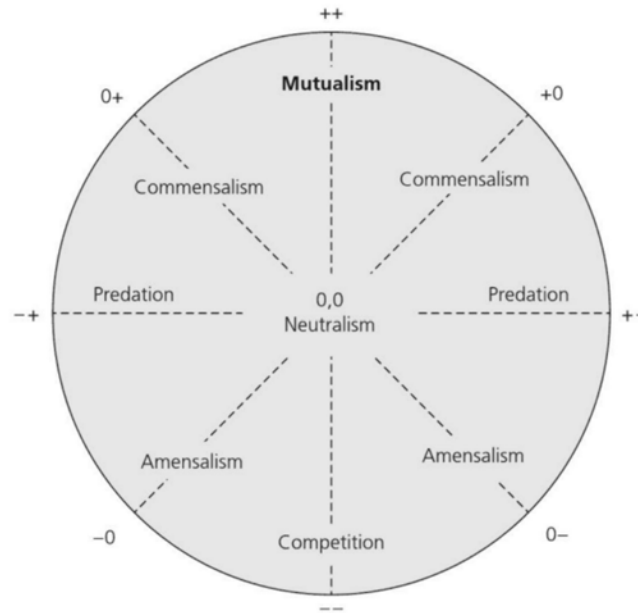 ++
Mutualism
0+
+0
Commensalism
Commensalism
Predation
0,0
Predation
−+
Neutralism
+-
Amensalism
Amensalism
−0
Competition
0−
−−